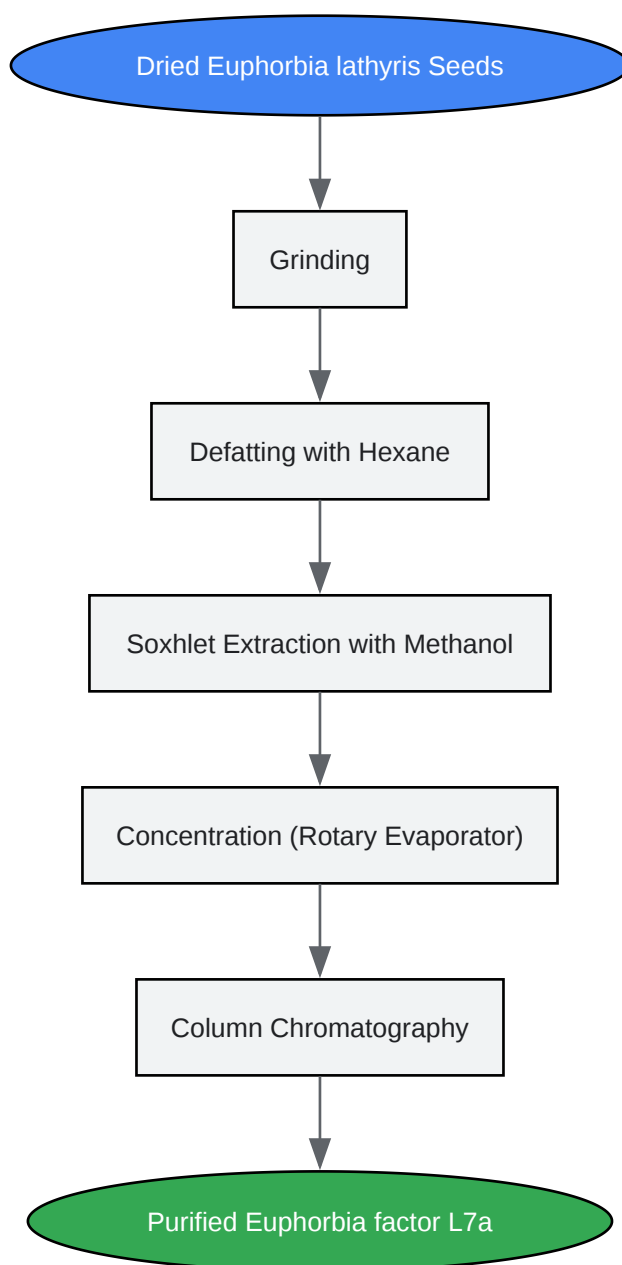 Dried Euphorbia lathyris Seeds
Grinding
Defatting with Hexane
Soxhlet Extraction with Methanol
Concentration (Rotary Evaporator)
Column Chromatography
Purified Euphorbia factor L7a